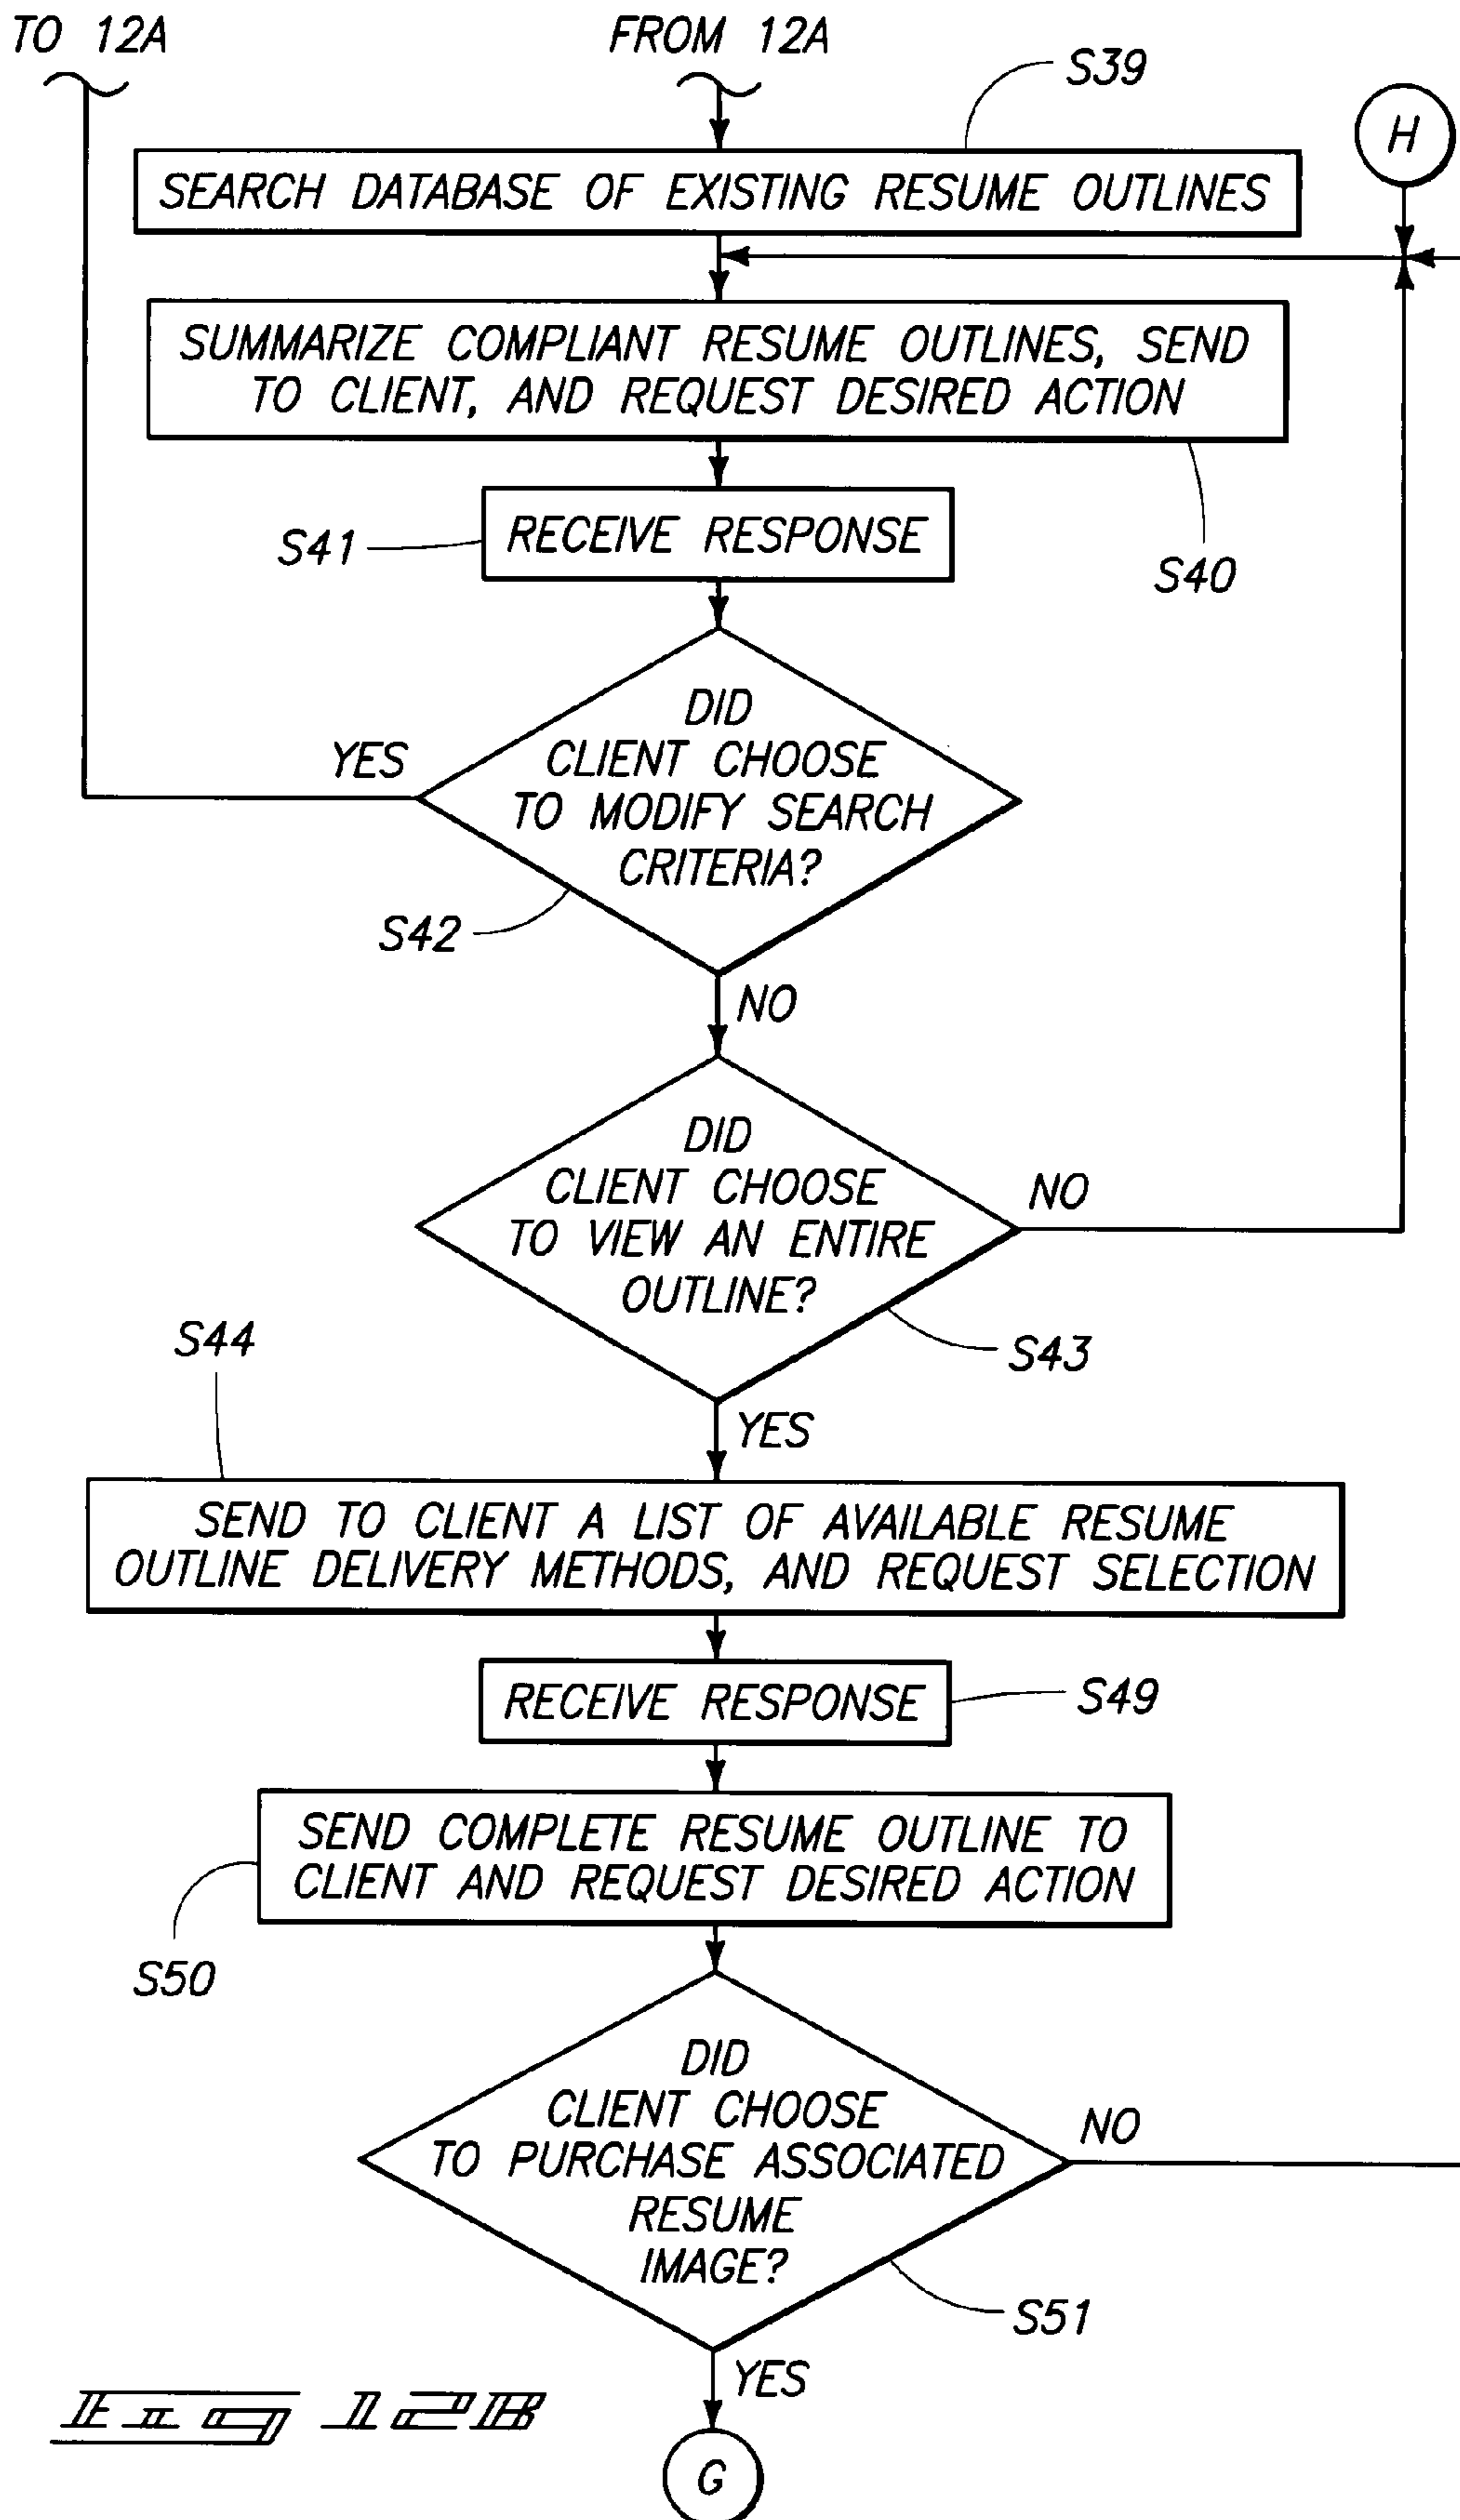 TO 12A
FROM 12A
S39
H
SEARCH DATABASE OF EXISTING RESUME OUTLINES
SUMMARIZE COMPLIANT RESUME OUTLINES, SEND
TO CLIENT, AND REQUEST DESIRED ACTION
S40
RECEIVE RESPONSE
S41
DID
CLIENT CHOOSE
TO MODIFY SEARCH
CRITERIA?
YES
S42
NO
DID
CLIENT CHOOSE
TO VIEW AN ENTIRE
OUTLINE?
NO
S43
S44
YES
SEND TO CLIENT A LIST OF AVAILABLE RESUME
OUTLINE DELIVERY METHODS, AND REQUEST SELECTION
RECEIVE RESPONSE
S49
SEND COMPLETE RESUME OUTLINE TO
CLIENT AND REQUEST DESIRED ACTION
S50
DID
CLIENT CHOOSE
TO PURCHASE ASSOCIATED
RESUME
IMAGE?
NO
S51
YES
G
Fig 12B